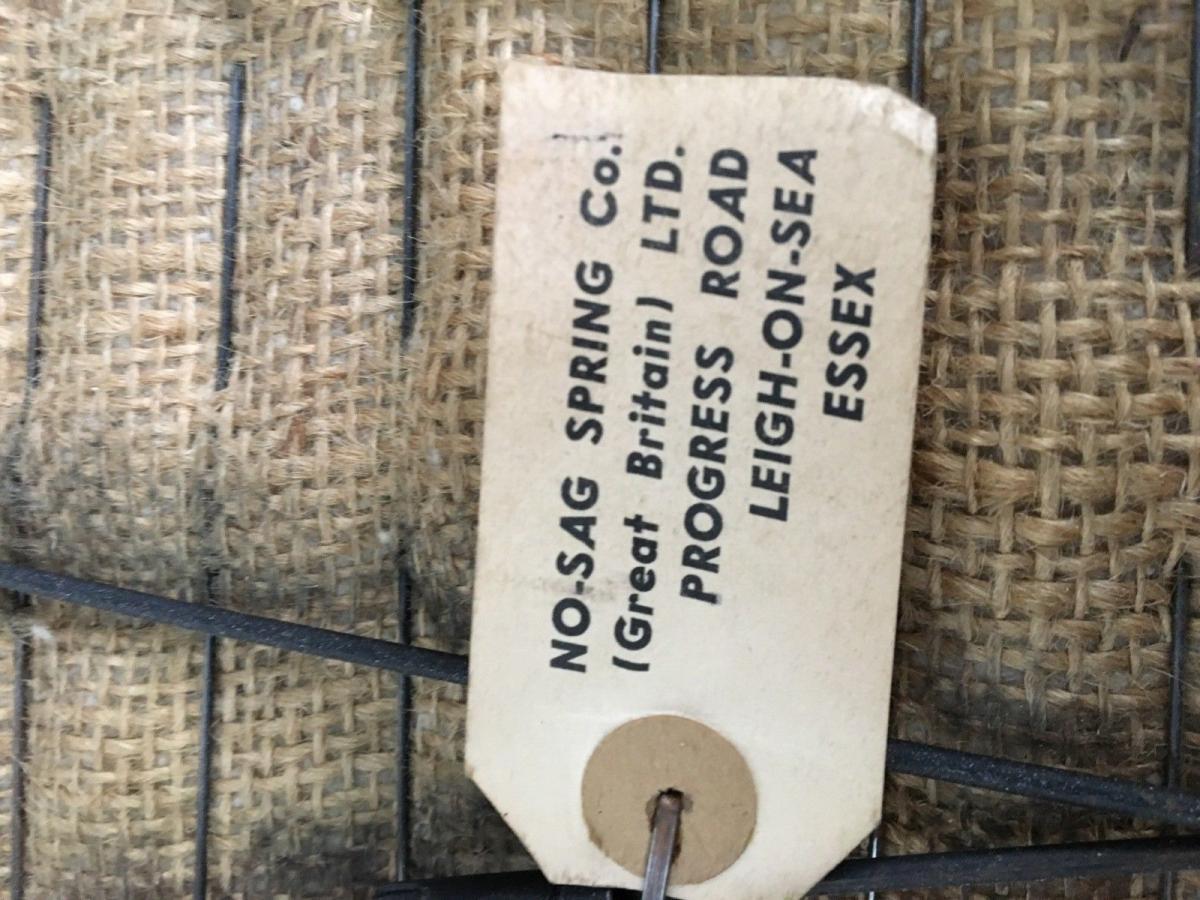 NO-SAG SPRING Co.
(Great Britain) LTD.
PROGRESS ROAD
LEIGH-ON-SEA
ESSEX